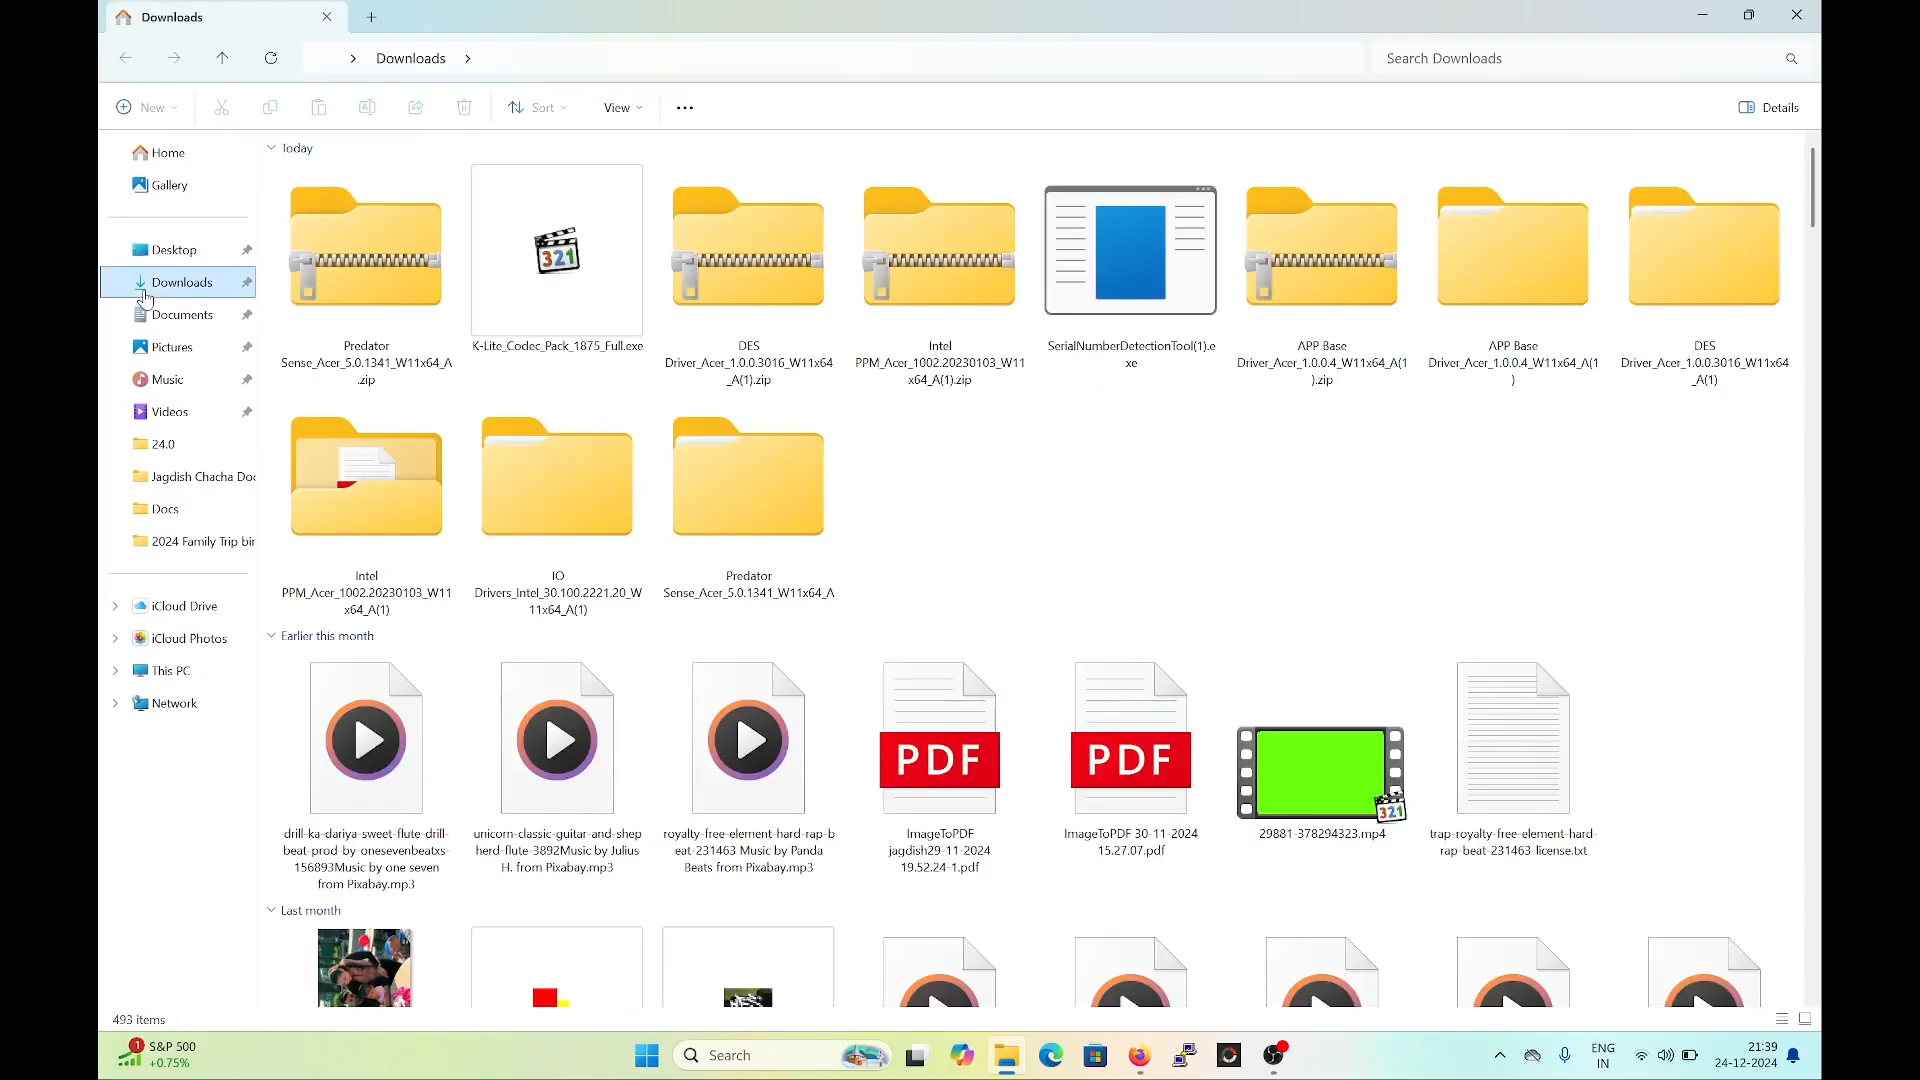 Downloads
Downloads
Search Downloads
New
Sort
View
Details
Home
Gallery
Desktop
Downloads
Documents
Pictures
Music
Videos
24.0
Jagdish Chacha Doc
Docs
2024 Family Trip bir
iCloud Drive
iCloud Photos
This PC
Network
Today
Predator
Sense_Acer_5.0.1341_W11x64_A
.zip
321
K-Lite_Codec_Pack_1875_Full.exe
DES
Driver_Acer_1.0.0.3016_W11x64
_A(1).zip
Intel
PPM_Acer_1002.20230103_W11
x64_A(1).zip
SerialNumberDetectionTool(1).e
xe
APP Base
Driver_Acer_1.0.0.4_W11x64_A(1
).zip
APP Base
Driver_Acer_1.0.0.4_W11x64_A(1
)
DES
Driver_Acer_1.0.0.3016_W11x64
_A(1)
Intel
PPM_Acer_1002.20230103_W11
x64_A(1)
IO
Drivers_Intel_30.100.2221.20_W
11x64_A(1)
Predator
Sense_Acer_5.0.1341_W11x64_A
Earlier this month
drill-ka-dariya-sweet-flute-drill-
beat-prod-by-onesevenbeatxs-
156893Music by one seven
from Pixabay.mp3
unicorn-classic-guitar-and-shep
herd-flute-3892Music by Julius
H. from Pixabay.mp3
royalty-free-element-hard-rap-b
eat-231463 Music by Panda
Beats from Pixabay.mp3
PDF
ImageToPDF
jagdish29-11-2024
19.52.24-1.pdf
PDF
ImageToPDF 30-11-2024
15.27.07.pdf
321
29881-378294323.mp4
trap-royalty-free-element-hard-
rap-beat-231463-license.txt
Last month
493 items
1
S&P 500
+0.75%
Search
ENG
IN
21:39
24-12-2024